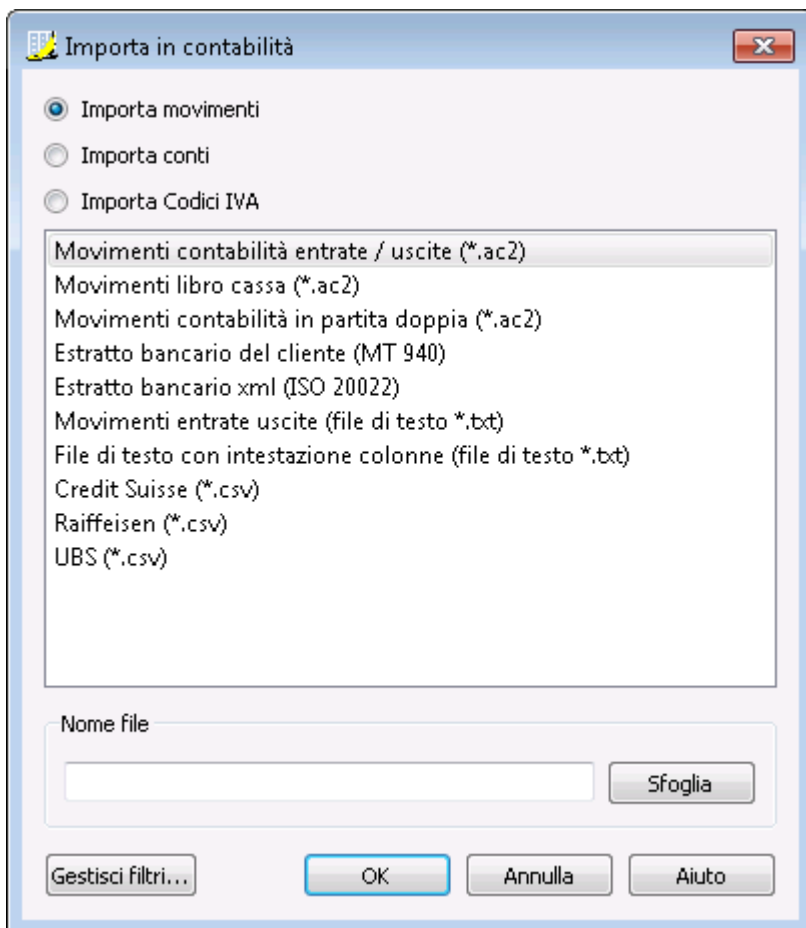 Importa in contabilità
Importa movimenti
Importa conti
Importa Codici IVA
Movimenti contabilità entrate / uscite (*.ac2)
Movimenti libro cassa (*.ac2)
Movimenti contabilità in partita doppia (*.ac2)
Estratto bancario del cliente (MT 940)
Estratto bancario xml (ISO 20022)
Movimenti entrate uscite (file di testo *.txt)
File di testo con intestazione colonne (file di testo *.txt)
Credit Suisse (*.csv)
Raiffeisen (*.csv)
UBS (*.csv)
Nome file
Sfoglia
Gestisci filtri... OK Annulla Aiuto